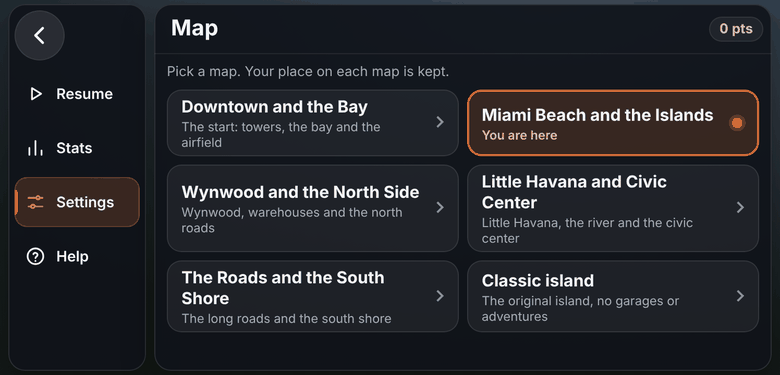 Map
0 pts
Resume
Stats
Settings
Help
Pick a map. Your place on each map is kept.
Downtown and the Bay
The start: towers, the bay and the
airfield
Miami Beach and the Islands
You are here
Wynwood and the North Side
Wynwood, warehouses and the north
roads
Little Havana and Civic
Center
Little Havana, the river and the civic
center
The Roads and the South
Shore
The long roads and the south shore
Classic island
The original island, no garages or
adventures